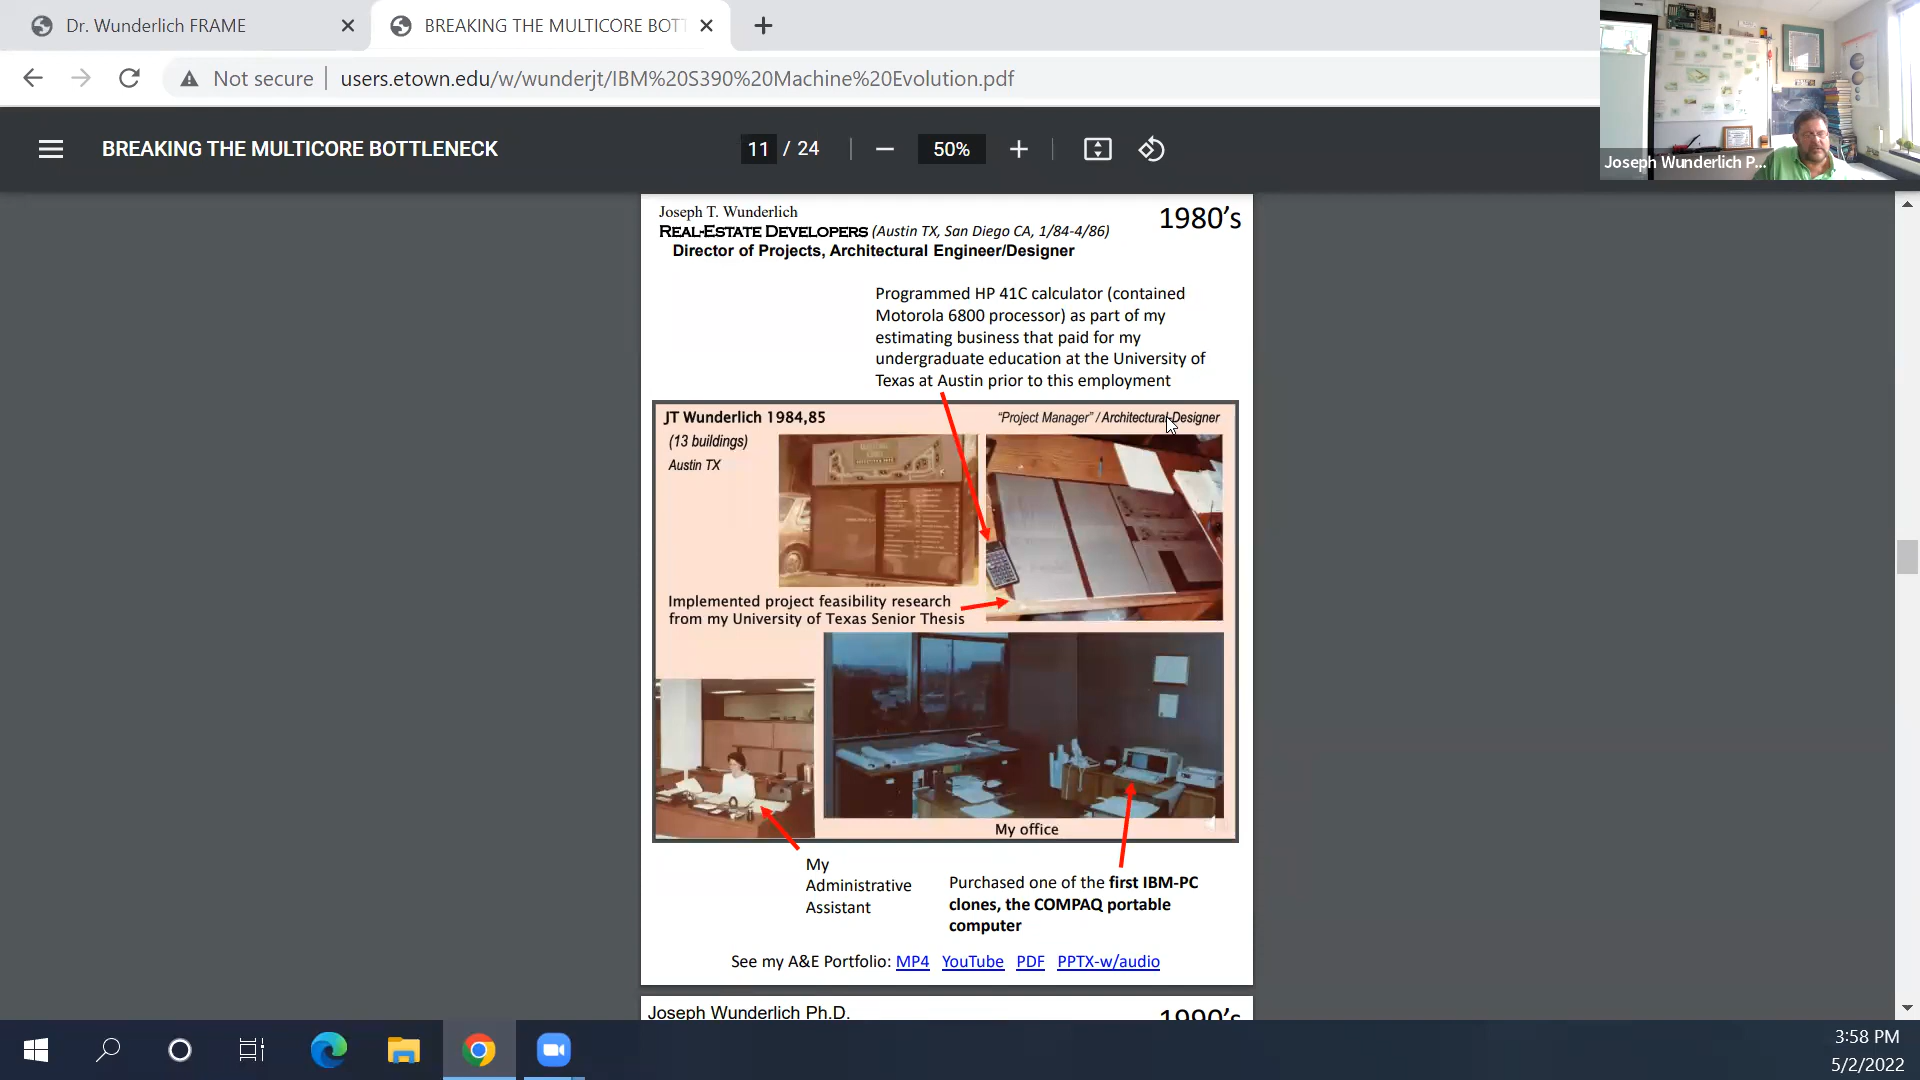 Dr. Wunderlich FRAME
BREAKING THE MULTICORE BOTT
Not secure
users.etown.edu/w/wunderjt/IBM%20S390%20Machine%20Evolution.pdf
BREAKING THE MULTICORE BOTTLENECK
11 / 24
50%
Joseph Wunderlich P...
Joseph T. Wunderlich
1980’s
REAL-ESTATE DEVELOPERS (Austin TX, San Diego CA, 1/84-4/86)
Director of Projects, Architectural Engineer/Designer
Programmed HP 41C calculator (contained
Motorola 6800 processor) as part of my
estimating business that paid for my
undergraduate education at the University of
Texas at Austin prior to this employment
JT Wunderlich 1984,85
"Project Manager" / Architectural Designer
(13 buildings)
Austin TX
Implemented project feasibility research
from my University of Texas Senior Thesis
My office
My
Administrative
Assistant
Purchased one of the first IBM-PC
clones, the COMPAQ portable
computer
See my A&E Portfolio: MP4 YouTube PDF PPTX-w/audio
Joseph Wunderlich Ph.D.
1990's
3:58 PM
5/2/2022